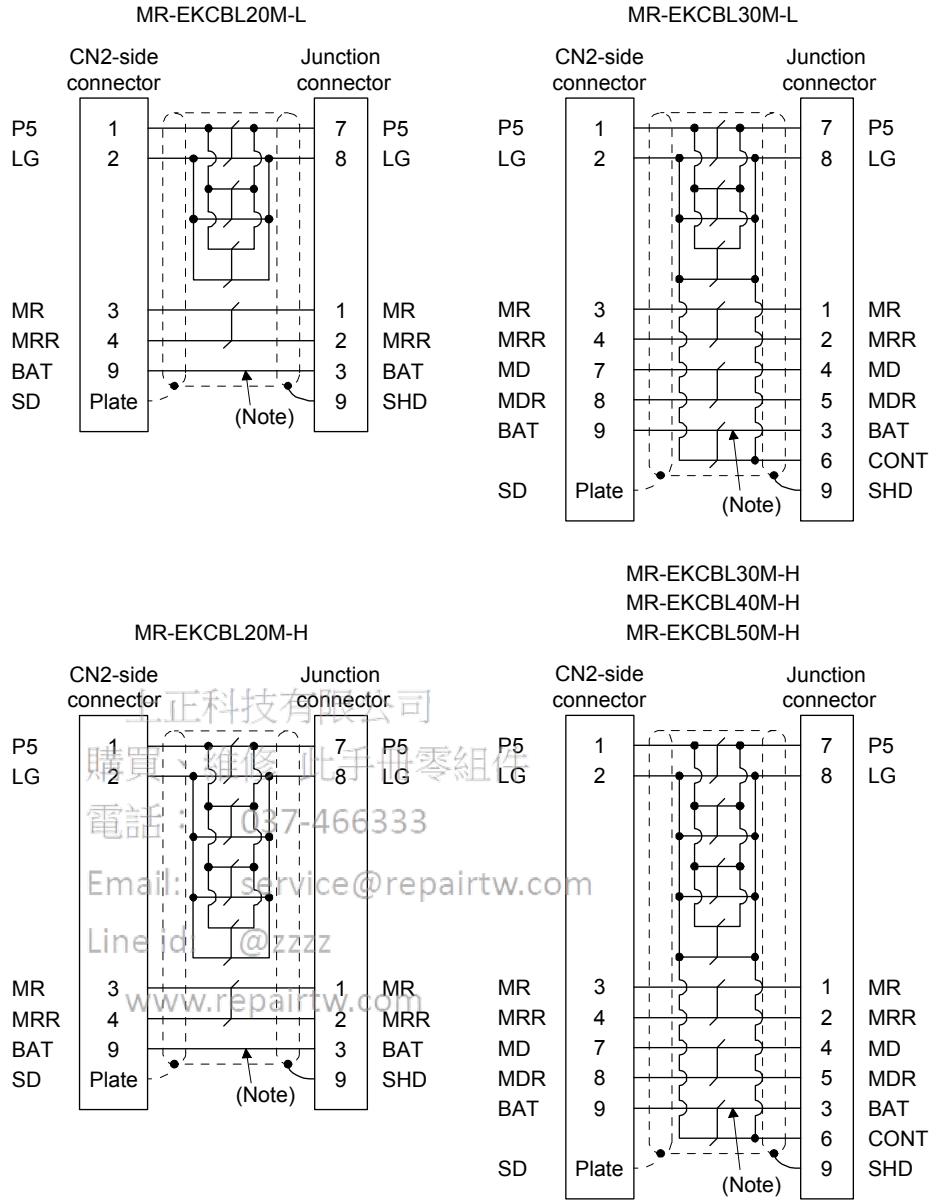 MR-EKCBL20M-L
CN2-side
connector
Junction
connector
P5 1 7 P5
LG 2 8 LG
MR 3 1 MR
MRR 4 2 MRR
BAT 9 3 BAT
SD Plate 9 SHD
(Note)
MR-EKCBL30M-L
CN2-side
connector
Junction
connector
P5 1 7 P5
LG 2 8 LG
MR 3 1 MR
MRR 4 2 MRR
MD 7 4 MD
MDR 8 5 MDR
BAT 9 3 BAT
6 CONT
SD Plate 9 SHD
(Note)
MR-EKCBL20M-H
CN2-side
connector
Junction
connector
P5 1 7 P5
LG 2 8 LG
MR 3 1 MR
MRR 4 2 MRR
BAT 9 3 BAT
SD Plate 9 SHD
(Note)
MR-EKCBL30M-H
MR-EKCBL40M-H
MR-EKCBL50M-H
CN2-side
connector
Junction
connector
P5 1 7 P5
LG 2 8 LG
MR 3 1 MR
MRR 4 2 MRR
MD 7 4 MD
MDR 8 5 MDR
BAT 9 3 BAT
6 CONT
SD Plate 9 SHD
(Note)
正科技有限公司
購買、維修 此手冊零組件
電話： 037-466333
Email: service@repairtw.com
Line id: @zzzz
www.repairtw.com